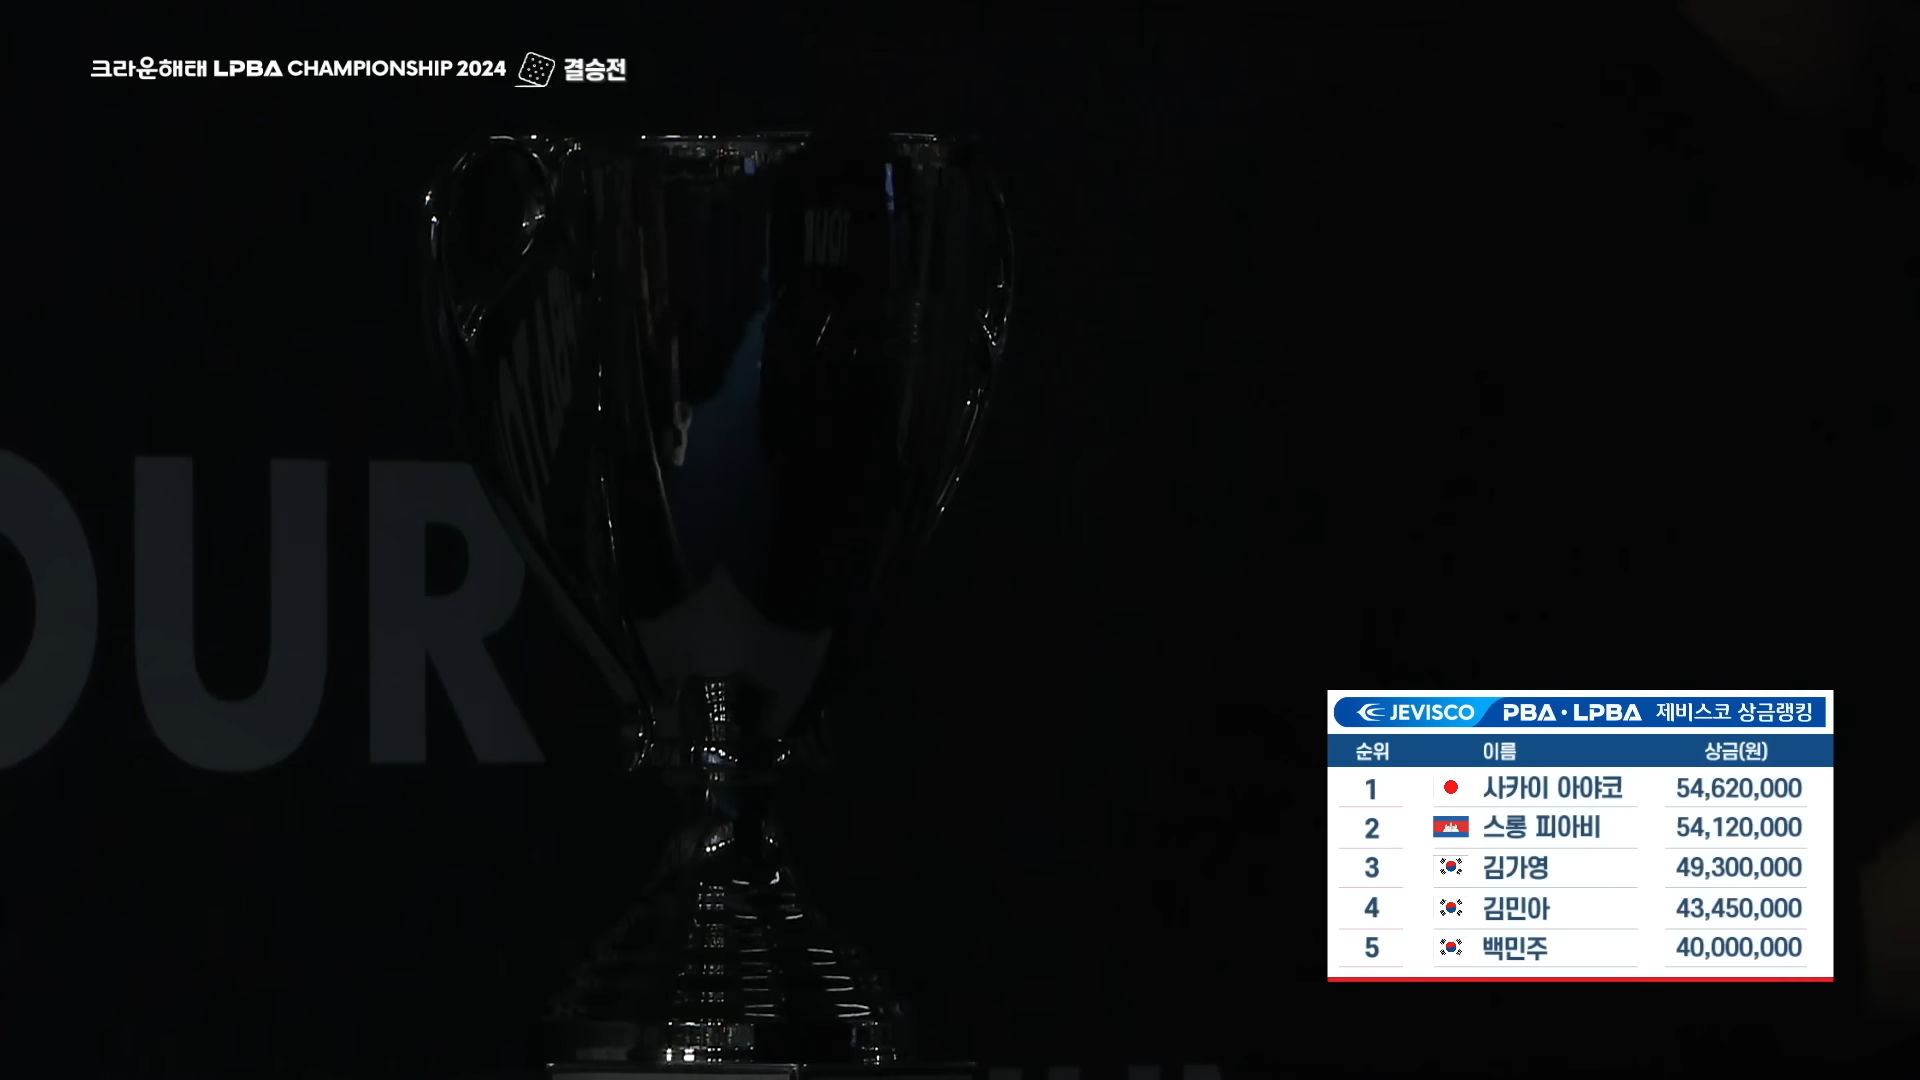 크라운해태 LPBA CHAMPIONSHIP 2024 결승전
OUR
JEVISCO PBA • LPBA 제비스코 상금랭킹
순위 이름 상금(원)
1 사카이 아야코 54,620,000
2 스롱 피아비 54,120,000
3 김가영 49,300,000
4 김민아 43,450,000
5 백민주 40,000,000